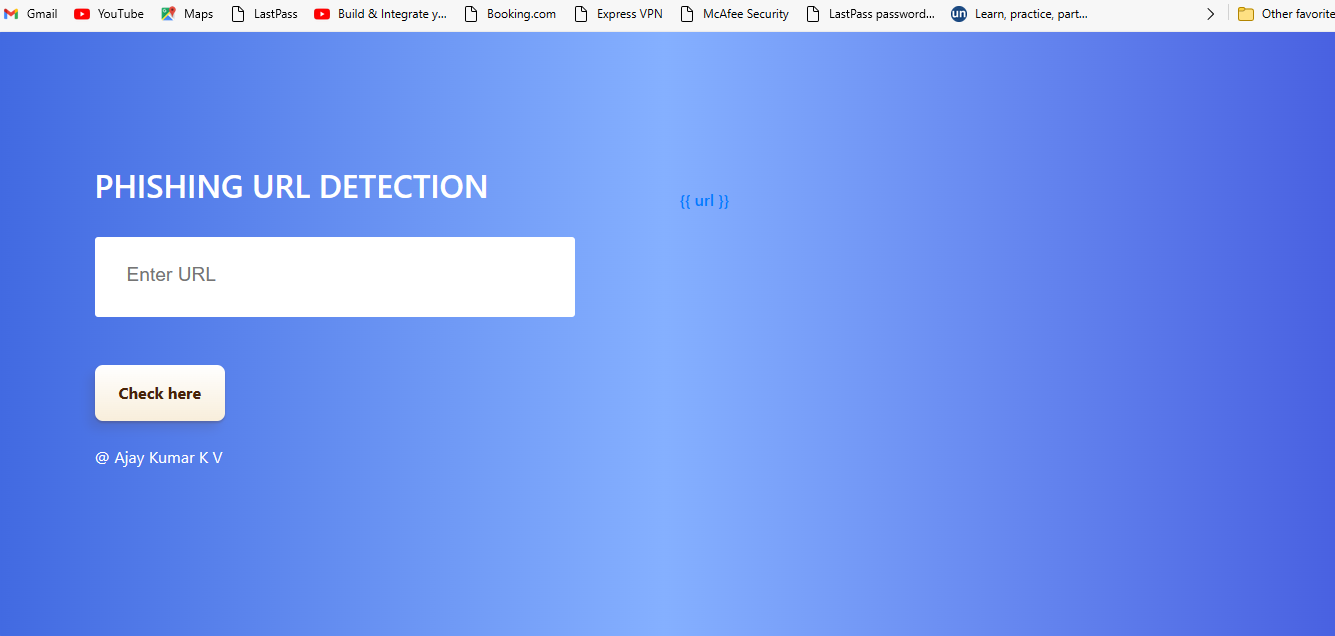 Gmail YouTube Maps LastPass Build & Integrate y... Booking.com Express VPN McAfee Security LastPass password... un Learn, practice, part... Other favorite
PHISHING URL DETECTION
{{ url }}
Enter URL
Check here
@ Ajay Kumar K V